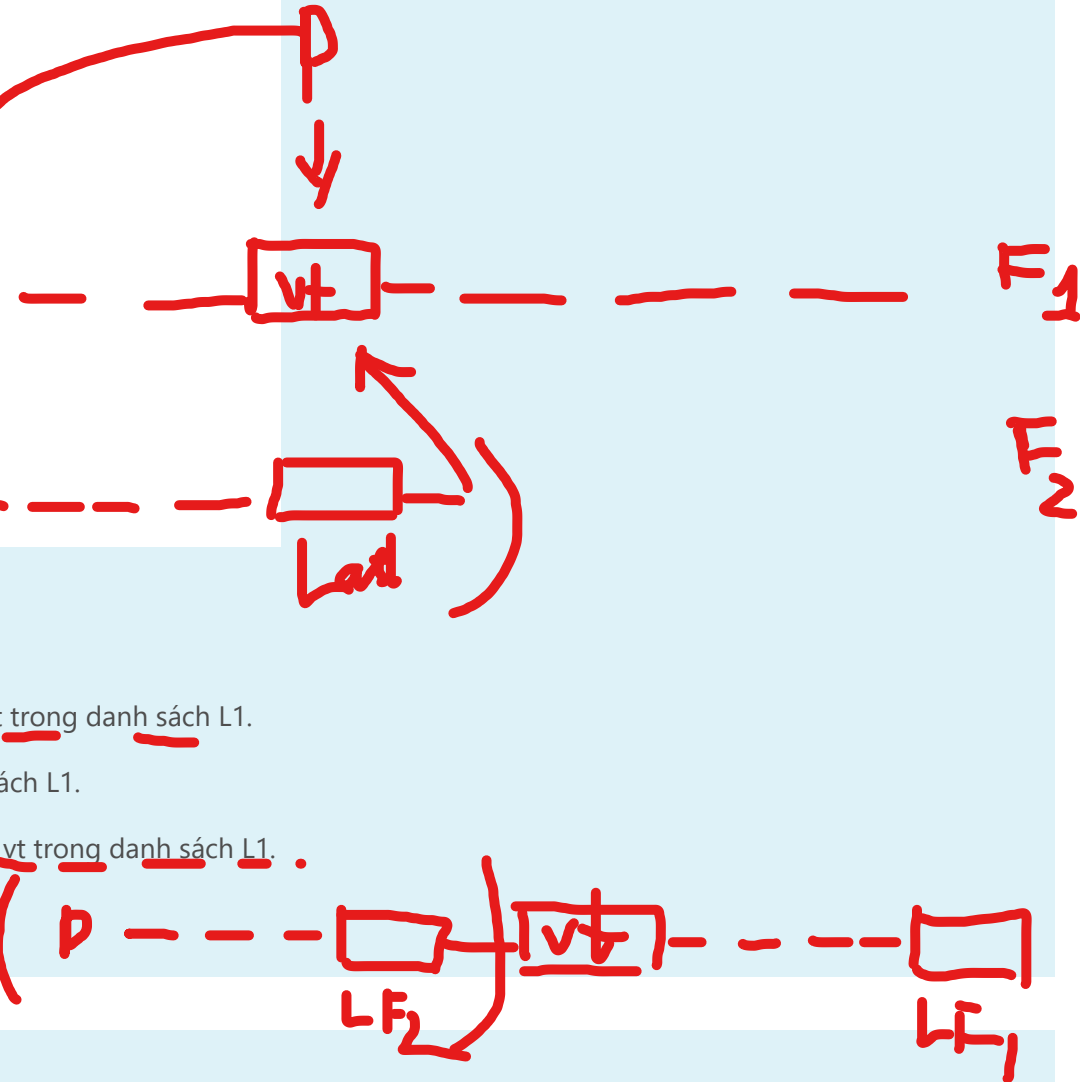 P
vt
F1
F2
Last
t trong danh sách L1.
ách L1.
vt trong danh sách L1.
P
vt
LF2
LF1